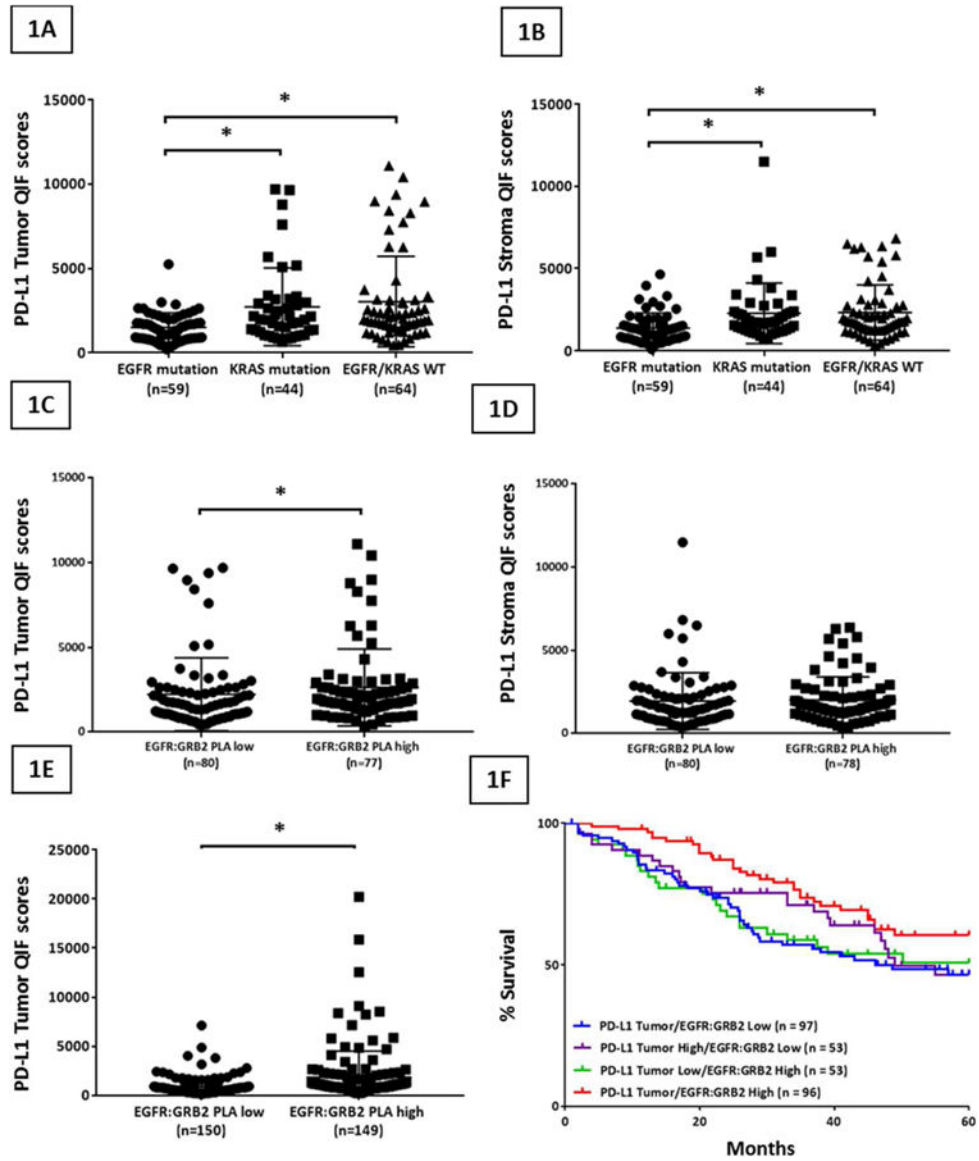 1A
PD-L1 Tumor QIF scores
15000
10000
5000
0
*
*
EGFR mutation
(n=59)
KRAS mutation
(n=44)
EGFR/KRAS WT
(n=64)
1B
PD-L1 Stroma QIF scores
15000
10000
5000
0
*
*
EGFR mutation
(n=59)
KRAS mutation
(n=44)
EGFR/KRAS WT
(n=64)
1C
PD-L1 Tumor QIF scores
15000
10000
5000
0
*
EGFR:GRB2 PLA low
(n=80)
EGFR:GRB2 PLA high
(n=77)
1D
PD-L1 Stroma QIF scores
15000
10000
5000
0
EGFR:GRB2 PLA low
(n=80)
EGFR:GRB2 PLA high
(n=78)
1E
PD-L1 Tumor QIF scores
25000
20000
15000
10000
5000
0
*
EGFR:GRB2 PLA low
(n=150)
EGFR:GRB2 PLA high
(n=149)
1F
% Survival
100
50
0
PD-L1 Tumor/EGFR:GRB2 Low (n = 97)
PD-L1 Tumor High/EGFR:GRB2 Low (n = 53)
PD-L1 Tumor Low/EGFR:GRB2 High (n = 53)
PD-L1 Tumor/EGFR:GRB2 High (n = 96)
0
20
40
60
Months